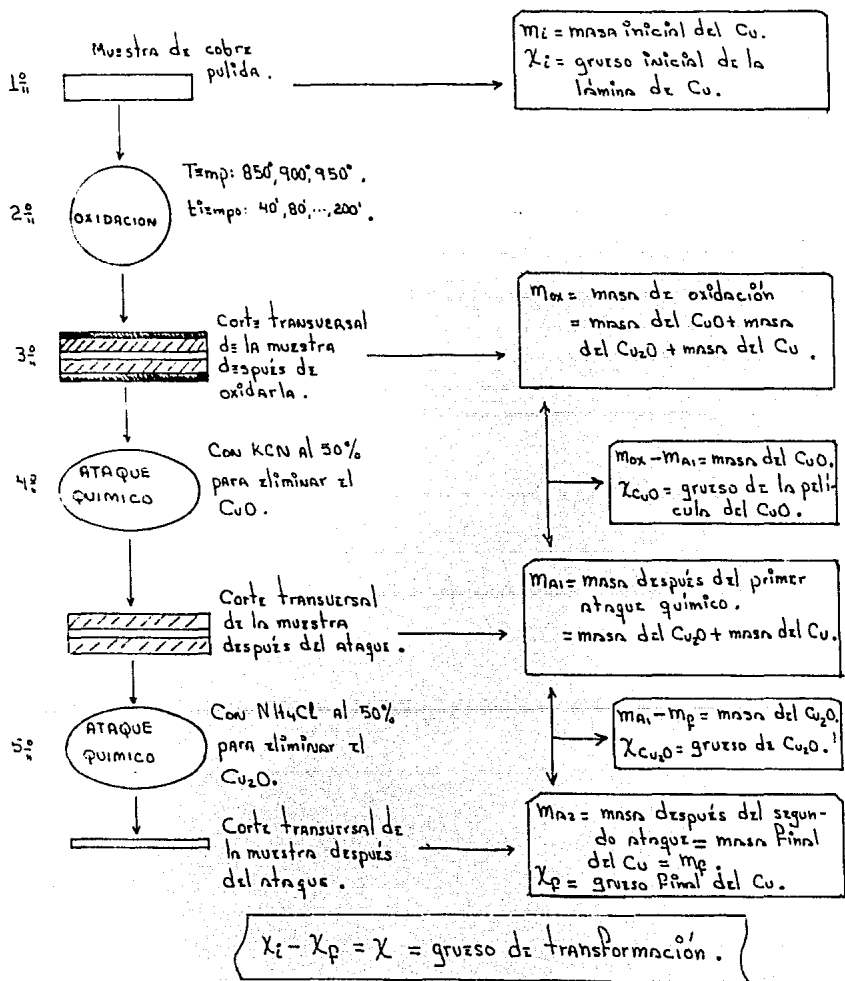 1º
Muestra de cobre
pulida.
mi = masa inicial del Cu.
Xi = grueso inicial de la
lámina de Cu.
2º
OXIDACION
Temp: 850°, 900°, 950°.
tiempo: 40', 80', ..., 200'.
3º
Corte transversal
de la muestra
después de
oxidarla.
mox = masa de oxidación
= masa del CuO + masa
del Cu2O + masa del Cu.
4º
ATAQUE
QUIMICO
Con KCN al 50%
para eliminar el
CuO.
mox - mA1 = masa del CuO.
XCuO = grueso de la pelí-
cula del CuO.
Corte transversal
de la muestra
después del ataque.
mA1 = masa después del primer
ataque químico.
= masa del Cu2O + masa del Cu.
5º
ATAQUE
QUIMICO
Con NH4Cl al 50%
para eliminar el
Cu2O.
mA1 - mf = masa del Cu2O.
XCu2O = grueso de Cu2O.
Corte transversal de
la muestra después
del ataque.
mA2 = masa después del segun-
do ataque = masa final
del Cu = mf.
Xf = grueso final del Cu.
Xi - Xf = X = grueso de transformación.